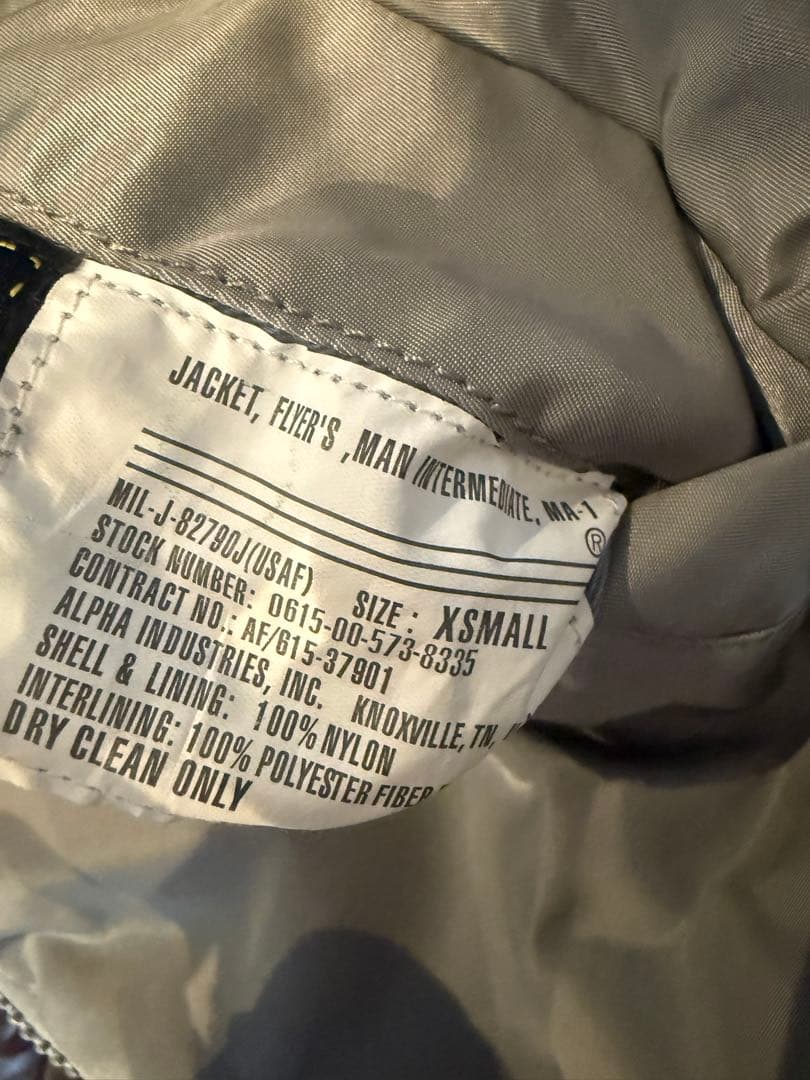 JACKET, FLYER'S ,MAN INTERMEDIATE, MA-1
®
SIZE : XSMALL
MIL-J-82790J(USAF)
STOCK NUMBER: 0615-00-573-8335
CONTRACT NO.: AF/615-37901
ALPHA INDUSTRIES, INC. KNOXVILLE, TN,
SHELL & LINING: 100% NYLON
INTERLINING: 100% POLYESTER FIBER
DRY CLEAN ONLY